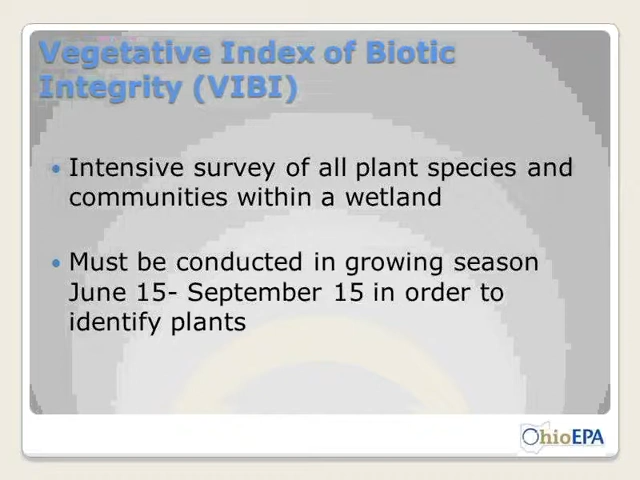 Vegetative Index of Biotic
Integrity (VIBI)
• Intensive survey of all plant species and
communities within a wetland
• Must be conducted in growing season
June 15- September 15 in order to
identify plants
OhioEPA